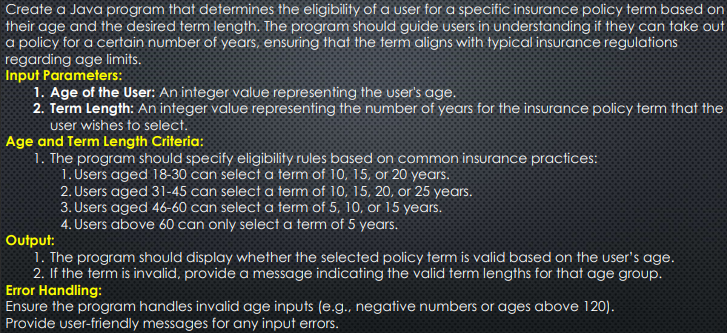 Create a Java program that determines the eligibility of a user for a specific insurance policy term based on
their age and the desired term length. The program should guide users in understanding if they can take out
a policy for a certain number of years, ensuring that the term aligns with typical insurance regulations
regarding age limits.
Input Parameters:
1. Age of the User: An integer value representing the user's age.
2. Term Length: An integer value representing the number of years for the insurance policy term that the
user wishes to select.
Age and Term Length Criteria:
1. The program should specify eligibility rules based on common insurance practices:
1. Users aged 18-30 can select a term of 10, 15, or 20 years.
2. Users aged 31-45 can select a term of 10, 15, 20, or 25 years.
3. Users aged 46-60 can select a term of 5, 10, or 15 years.
4. Users above 60 can only select a term of 5 years.
Output:
1. The program should display whether the selected policy term is valid based on the user's age.
2. If the term is invalid, provide a message indicating the valid term lengths for that age group.
Error Handling:
Ensure the program handles invalid age inputs (e.g., negative numbers or ages above 120).
Provide user-friendly messages for any input errors.